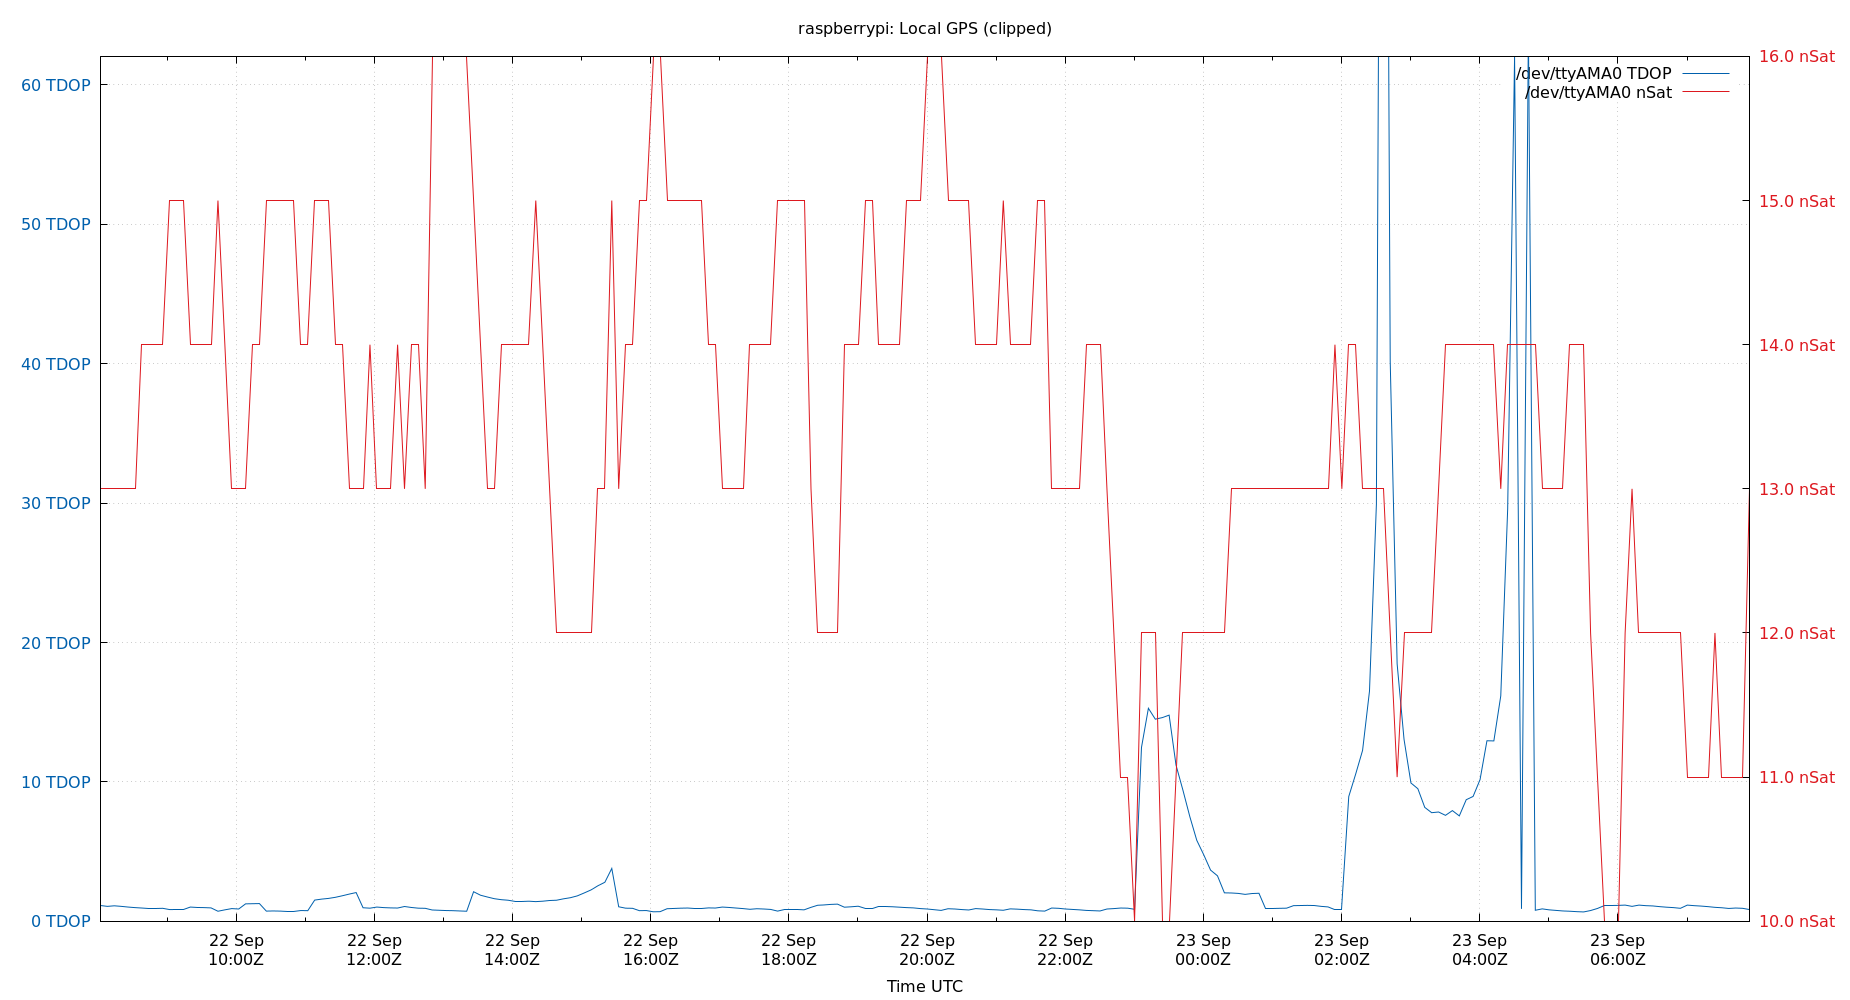 raspberrypi: Local GPS (clipped)
60 TDOP
50 TDOP
40 TDOP
30 TDOP
20 TDOP
10 TDOP
0 TDOP
16.0 nSat
15.0 nSat
14.0 nSat
13.0 nSat
12.0 nSat
11.0 nSat
10.0 nSat
/dev/ttyAMA0 TDOP
/dev/ttyAMA0 nSat
22 Sep
10:00Z
22 Sep
12:00Z
22 Sep
14:00Z
22 Sep
16:00Z
22 Sep
18:00Z
22 Sep
20:00Z
22 Sep
22:00Z
23 Sep
00:00Z
23 Sep
02:00Z
23 Sep
04:00Z
23 Sep
06:00Z
Time UTC